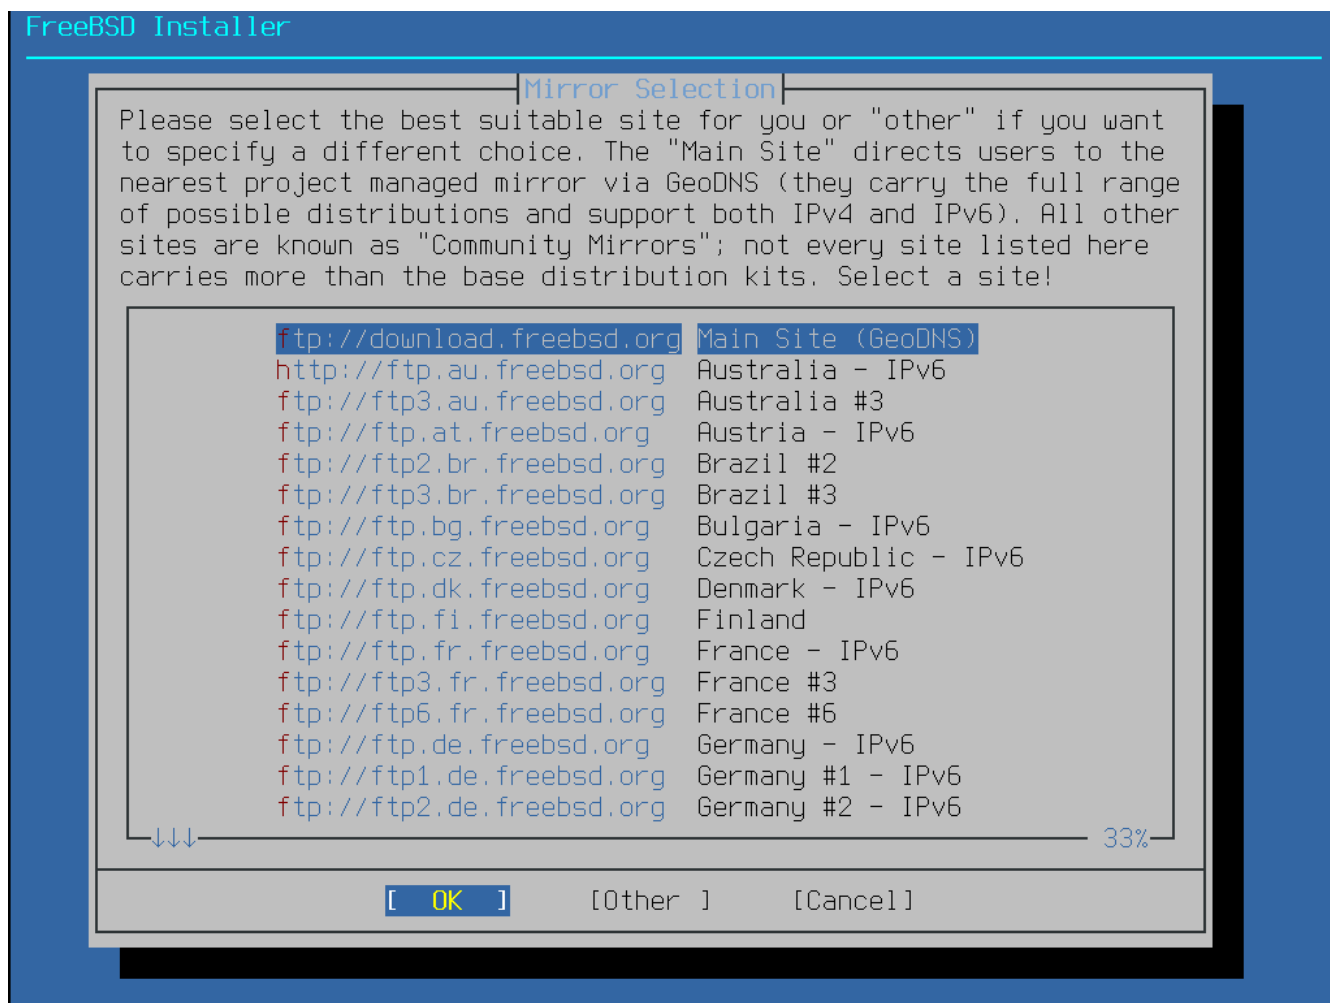 FreeBSD Installer
Mirror Selection
Please select the best suitable site for you or "other" if you want
to specify a different choice. The "Main Site" directs users to the
nearest project managed mirror via GeoDNS (they carry the full range
of possible distributions and support both IPv4 and IPv6). All other
sites are known as "Community Mirrors"; not every site listed here
carries more than the base distribution kits. Select a site!
ftp://download.freebsd.org Main Site (GeoDNS)
http://ftp.au.freebsd.org Australia - IPv6
ftp://ftp3.au.freebsd.org Australia #3
ftp://ftp.at.freebsd.org Austria - IPv6
ftp://ftp2.br.freebsd.org Brazil #2
ftp://ftp3.br.freebsd.org Brazil #3
ftp://ftp.bg.freebsd.org Bulgaria - IPv6
ftp://ftp.cz.freebsd.org Czech Republic - IPv6
ftp://ftp.dk.freebsd.org Denmark - IPv6
ftp://ftp.fi.freebsd.org Finland
ftp://ftp.fr.freebsd.org France - IPv6
ftp://ftp3.fr.freebsd.org France #3
ftp://ftp6.fr.freebsd.org France #6
ftp://ftp.de.freebsd.org Germany - IPv6
ftp://ftp1.de.freebsd.org Germany #1 - IPv6
ftp://ftp2.de.freebsd.org Germany #2 - IPv6
↓↓↓ 33%
[ OK ] [Other ] [Cancel]